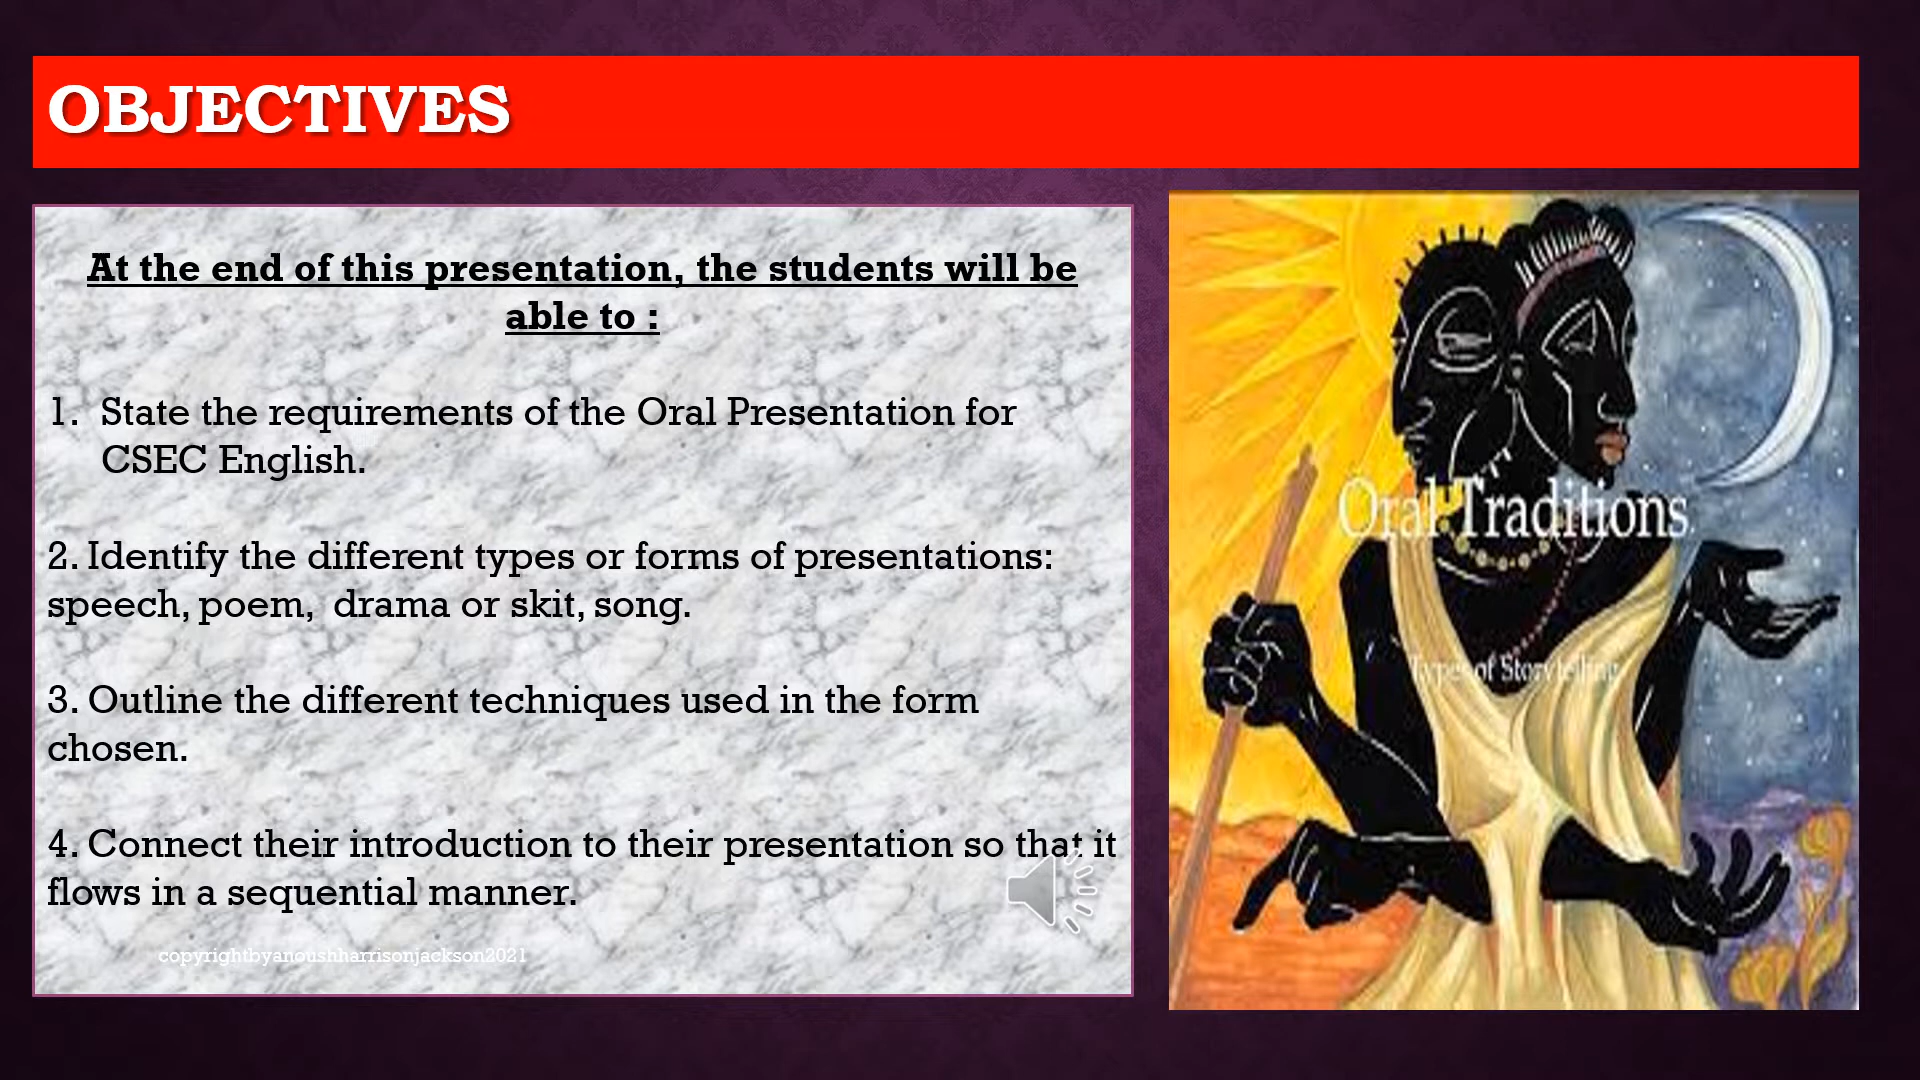 OBJECTIVES
At the end of this presentation, the students will be
able to :
1. State the requirements of the Oral Presentation for
CSEC English.
2. Identify the different types or forms of presentations:
speech, poem, drama or skit, song.
3. Outline the different techniques used in the form
chosen.
4. Connect their introduction to their presentation so that it
flows in a sequential manner.
copyrightbyanoushharrisonjackson2021
Oral Traditions
Types of Storytelling